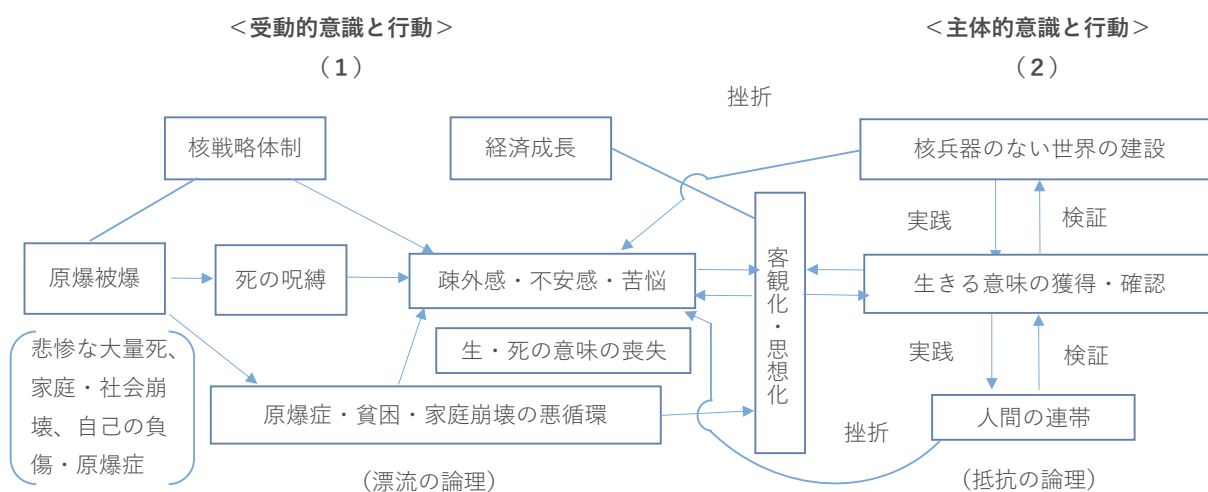 ＜受動的意識と行動＞
（１）
＜主体的意識と行動＞
（２）
挫折
核戦略体制
経済成長
核兵器のない世界の建設
実践
検証
原爆被爆
死の呪縛
疎外感・不安感・苦悩
客観化・思想化
生きる意味の獲得・確認
悲惨な大量死、
家庭・社会崩
壊、自己の負
傷・原爆症
生・死の意味の喪失
実践
検証
原爆症・貧困・家庭崩壊の悪循環
人間の連帯
挫折
(漂流の論理)
(抵抗の論理)